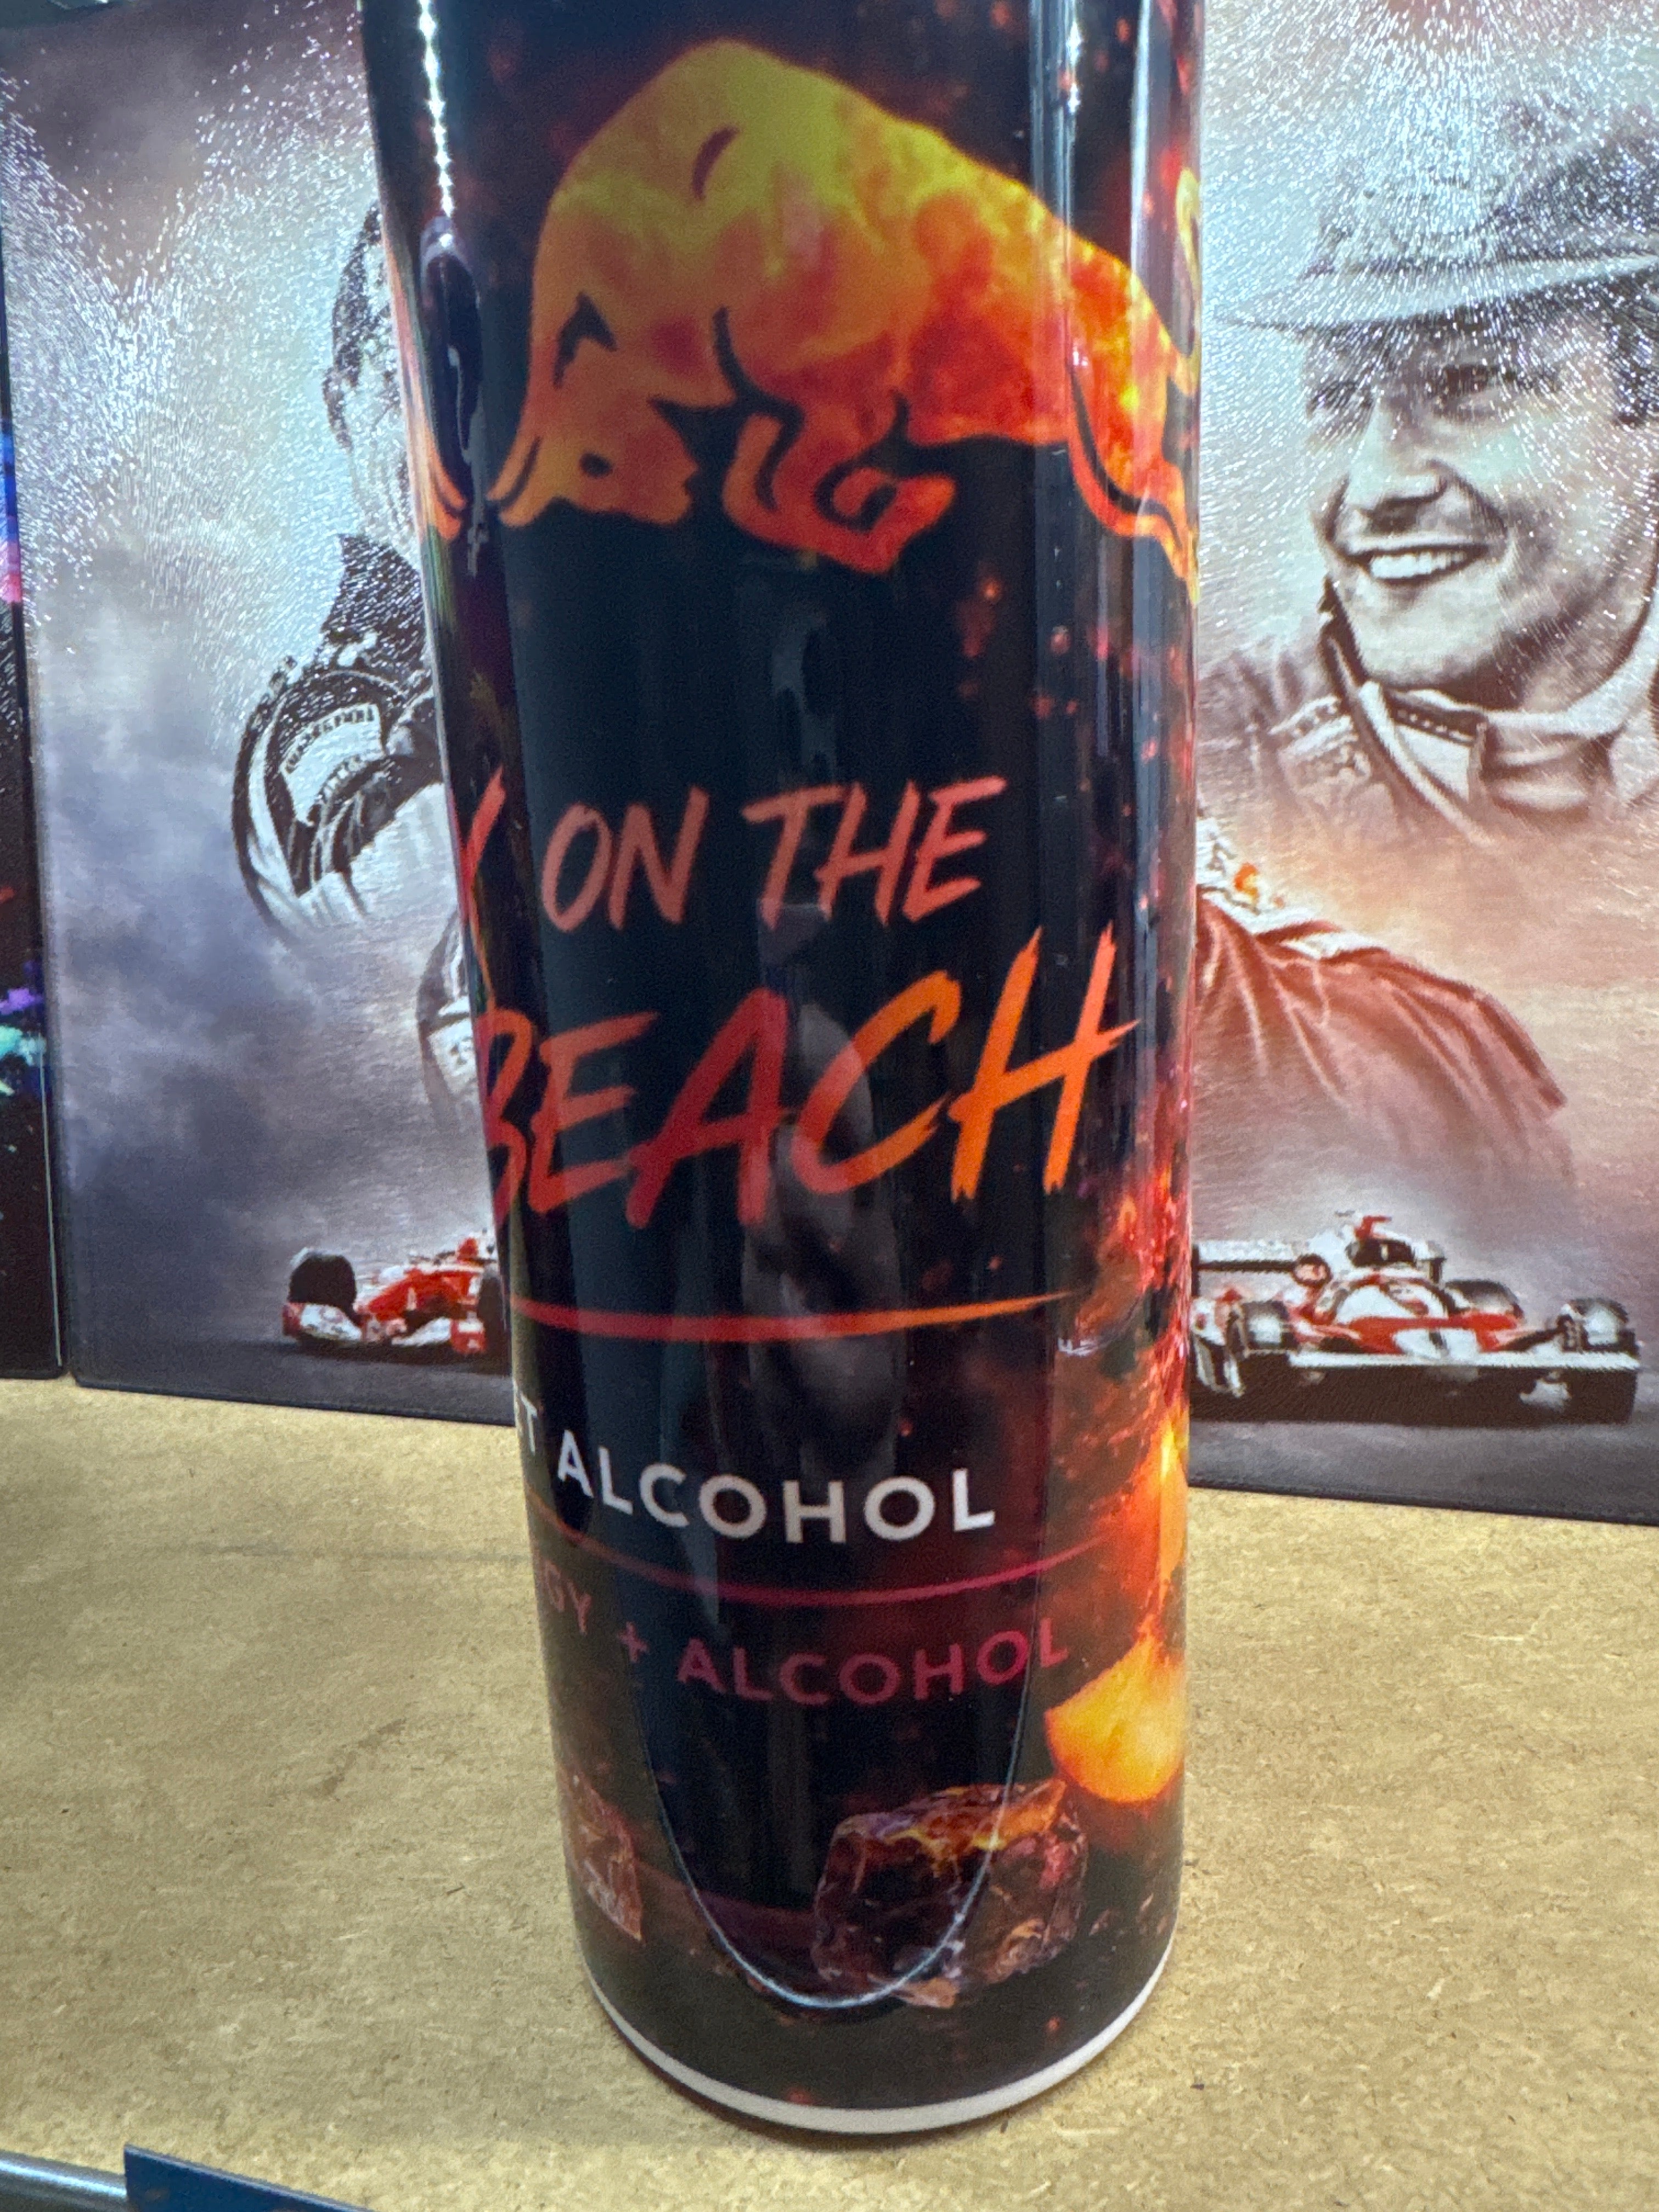 ON THE
BEACH
ALCOHOL
+ ALCOHOL